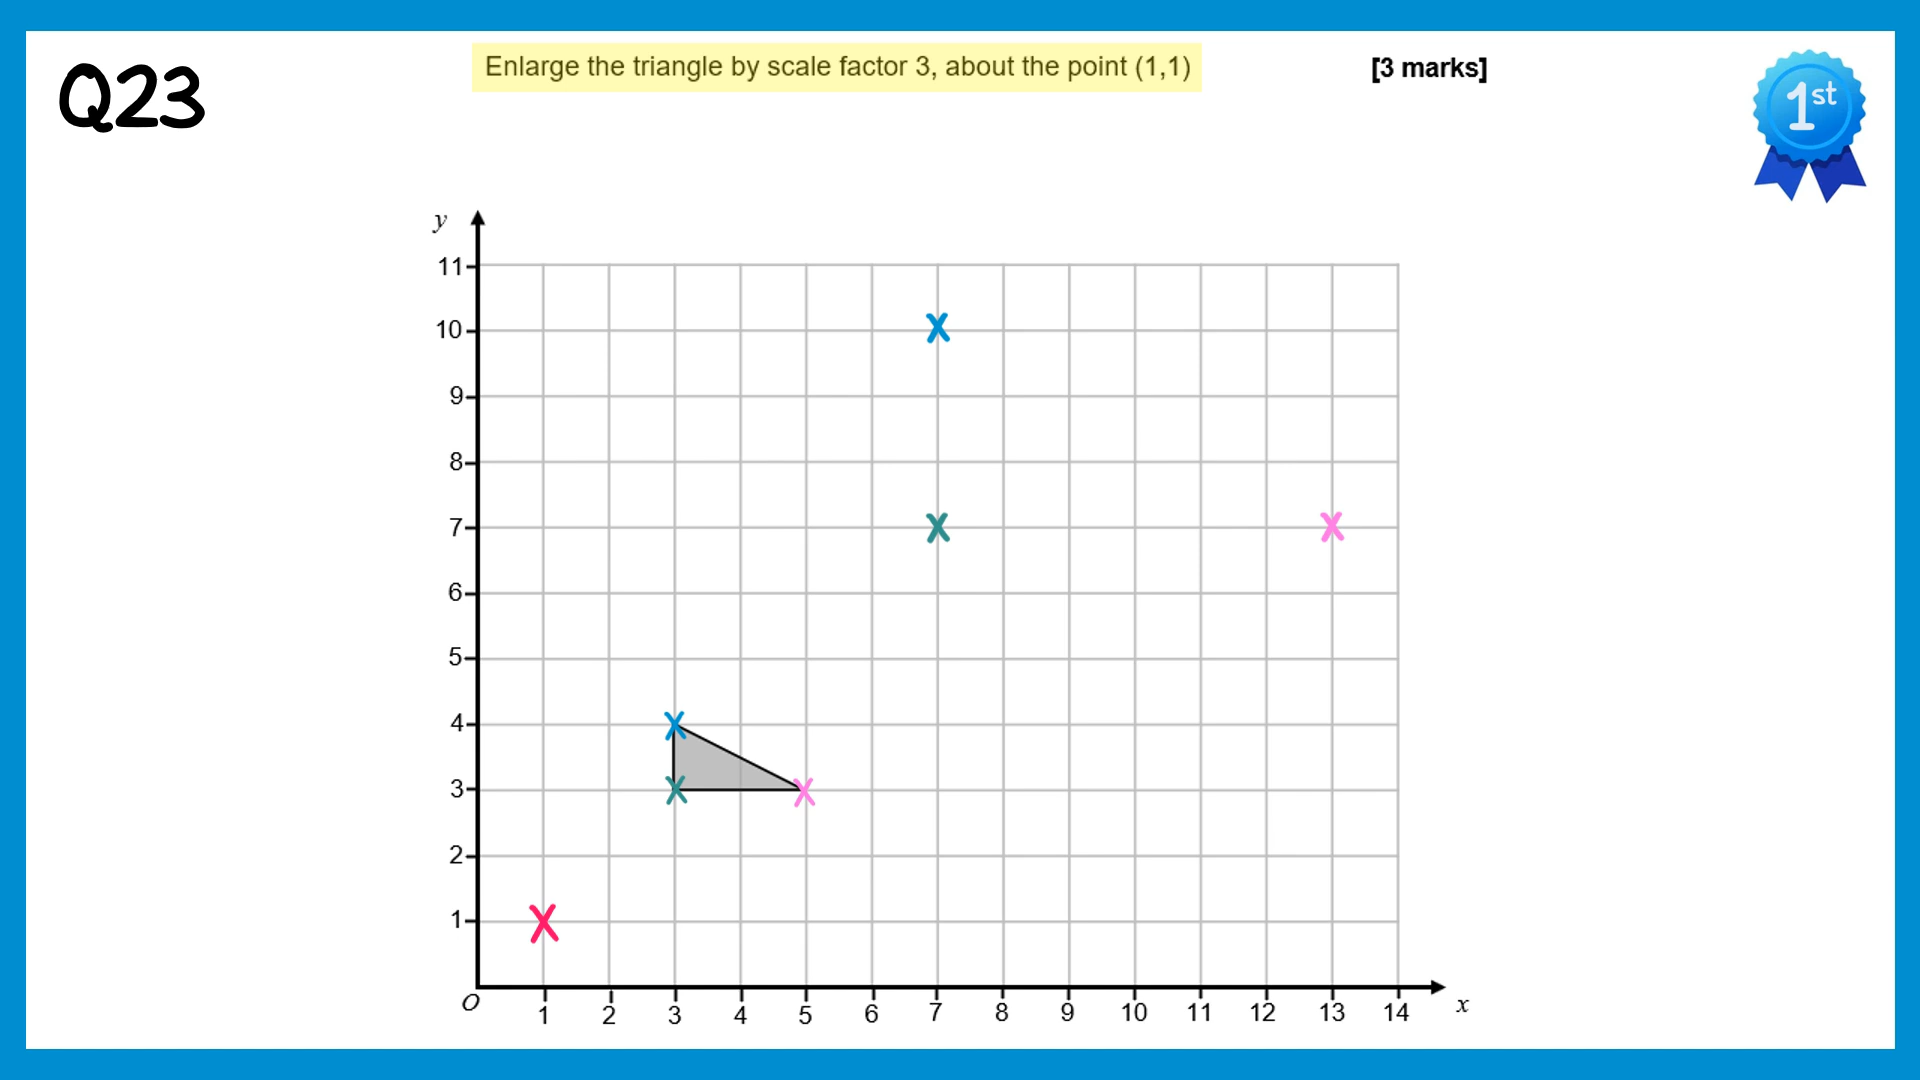 Q23
Enlarge the triangle by scale factor 3, about the point (1,1)
[3 marks]
1st
y
11
10
9
8
7
6
5
4
3
2
1
O
1 2 3 4 5 6 7 8 9 10 11 12 13 14
x